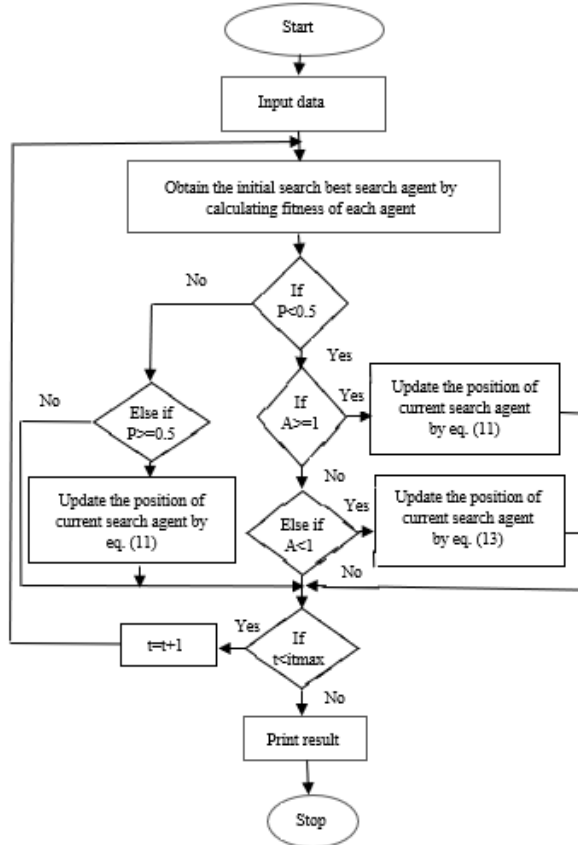 Start
Input data
Obtain the initial search best search agent by
calculating fitness of each agent
No
If
P<0.5
Yes
No
Else if
P>=0.5
If
A>=1
Yes
Update the position of
current search agent
by eq. (11)
No
Update the position of
current search agent by
eq. (11)
Else if
A<1
Yes
Update the position of
current search agent
by eq. (13)
No
t=t+1
Yes
If
t<itmax
No
Print result
Stop